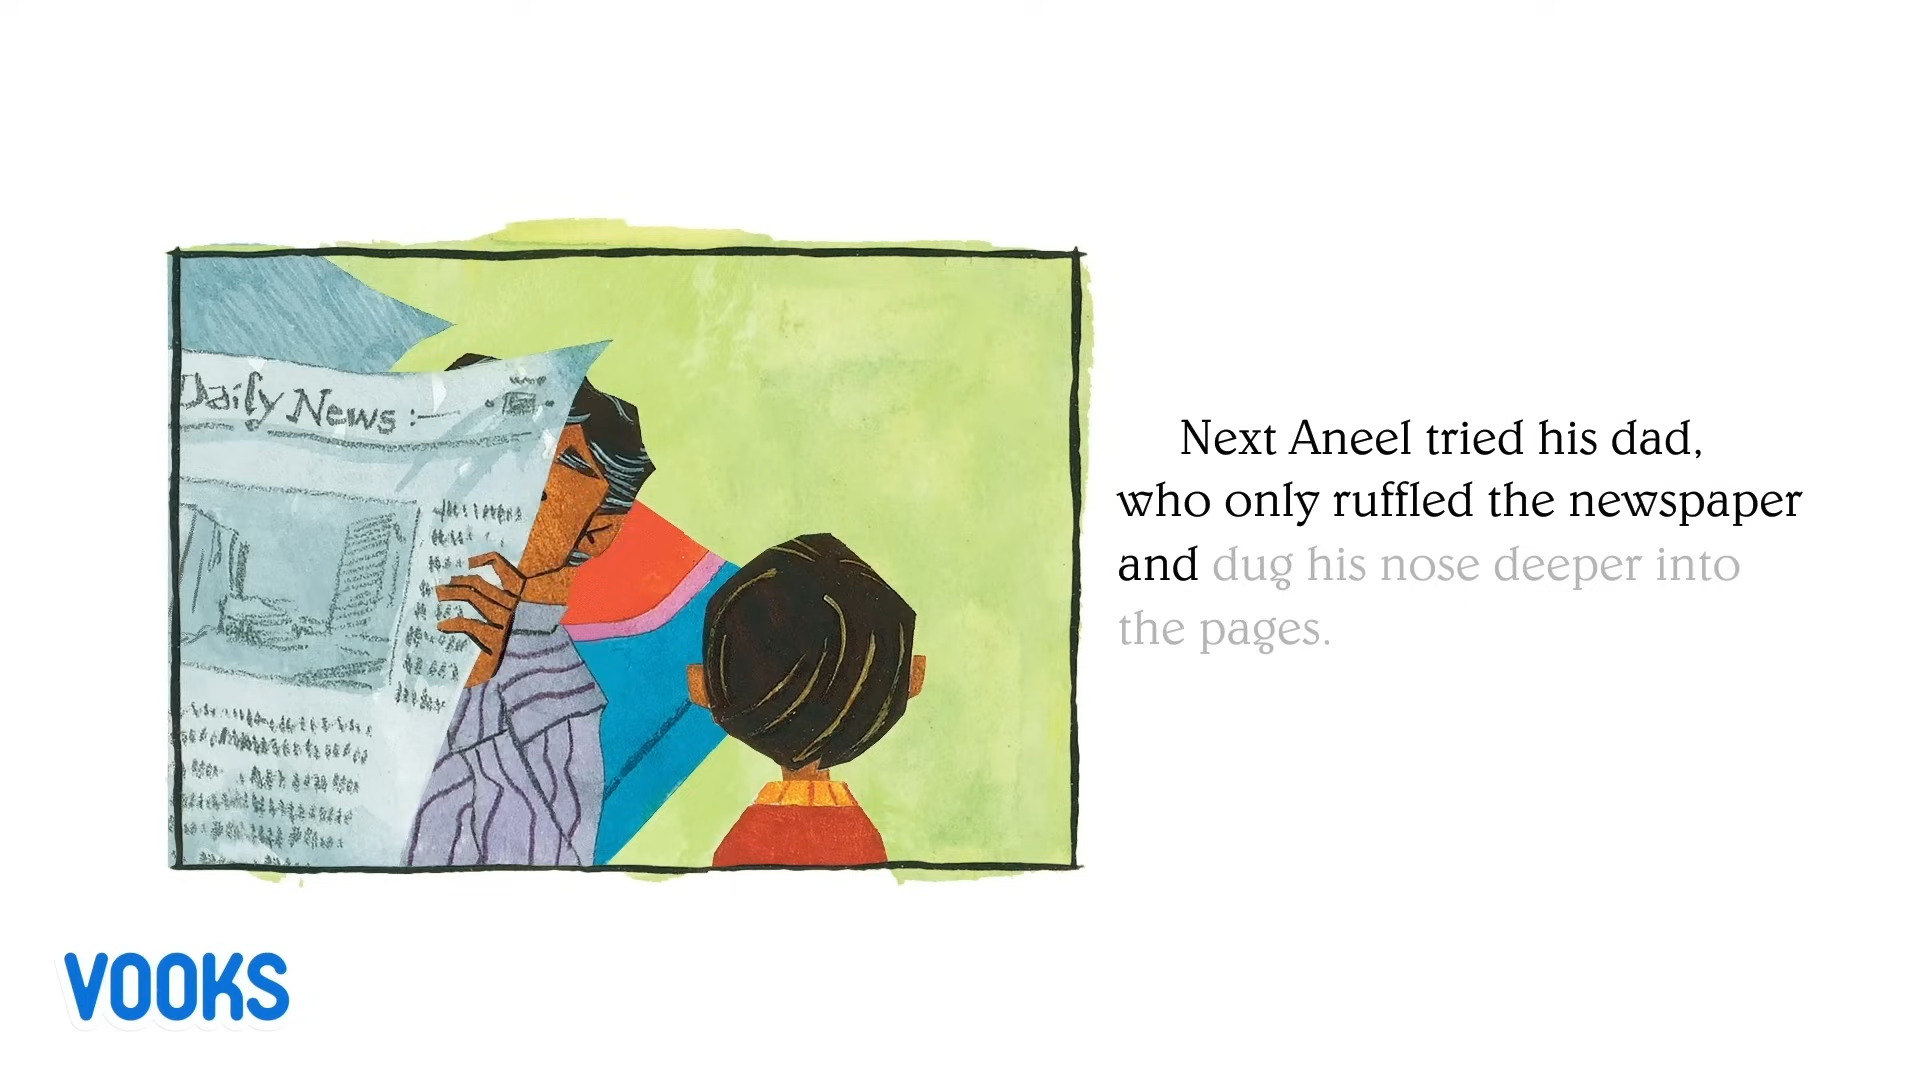 Daily News:
Next Aneel tried his dad,
who only ruffled the newspaper
and dug his nose deeper into
the pages.
VOOKS